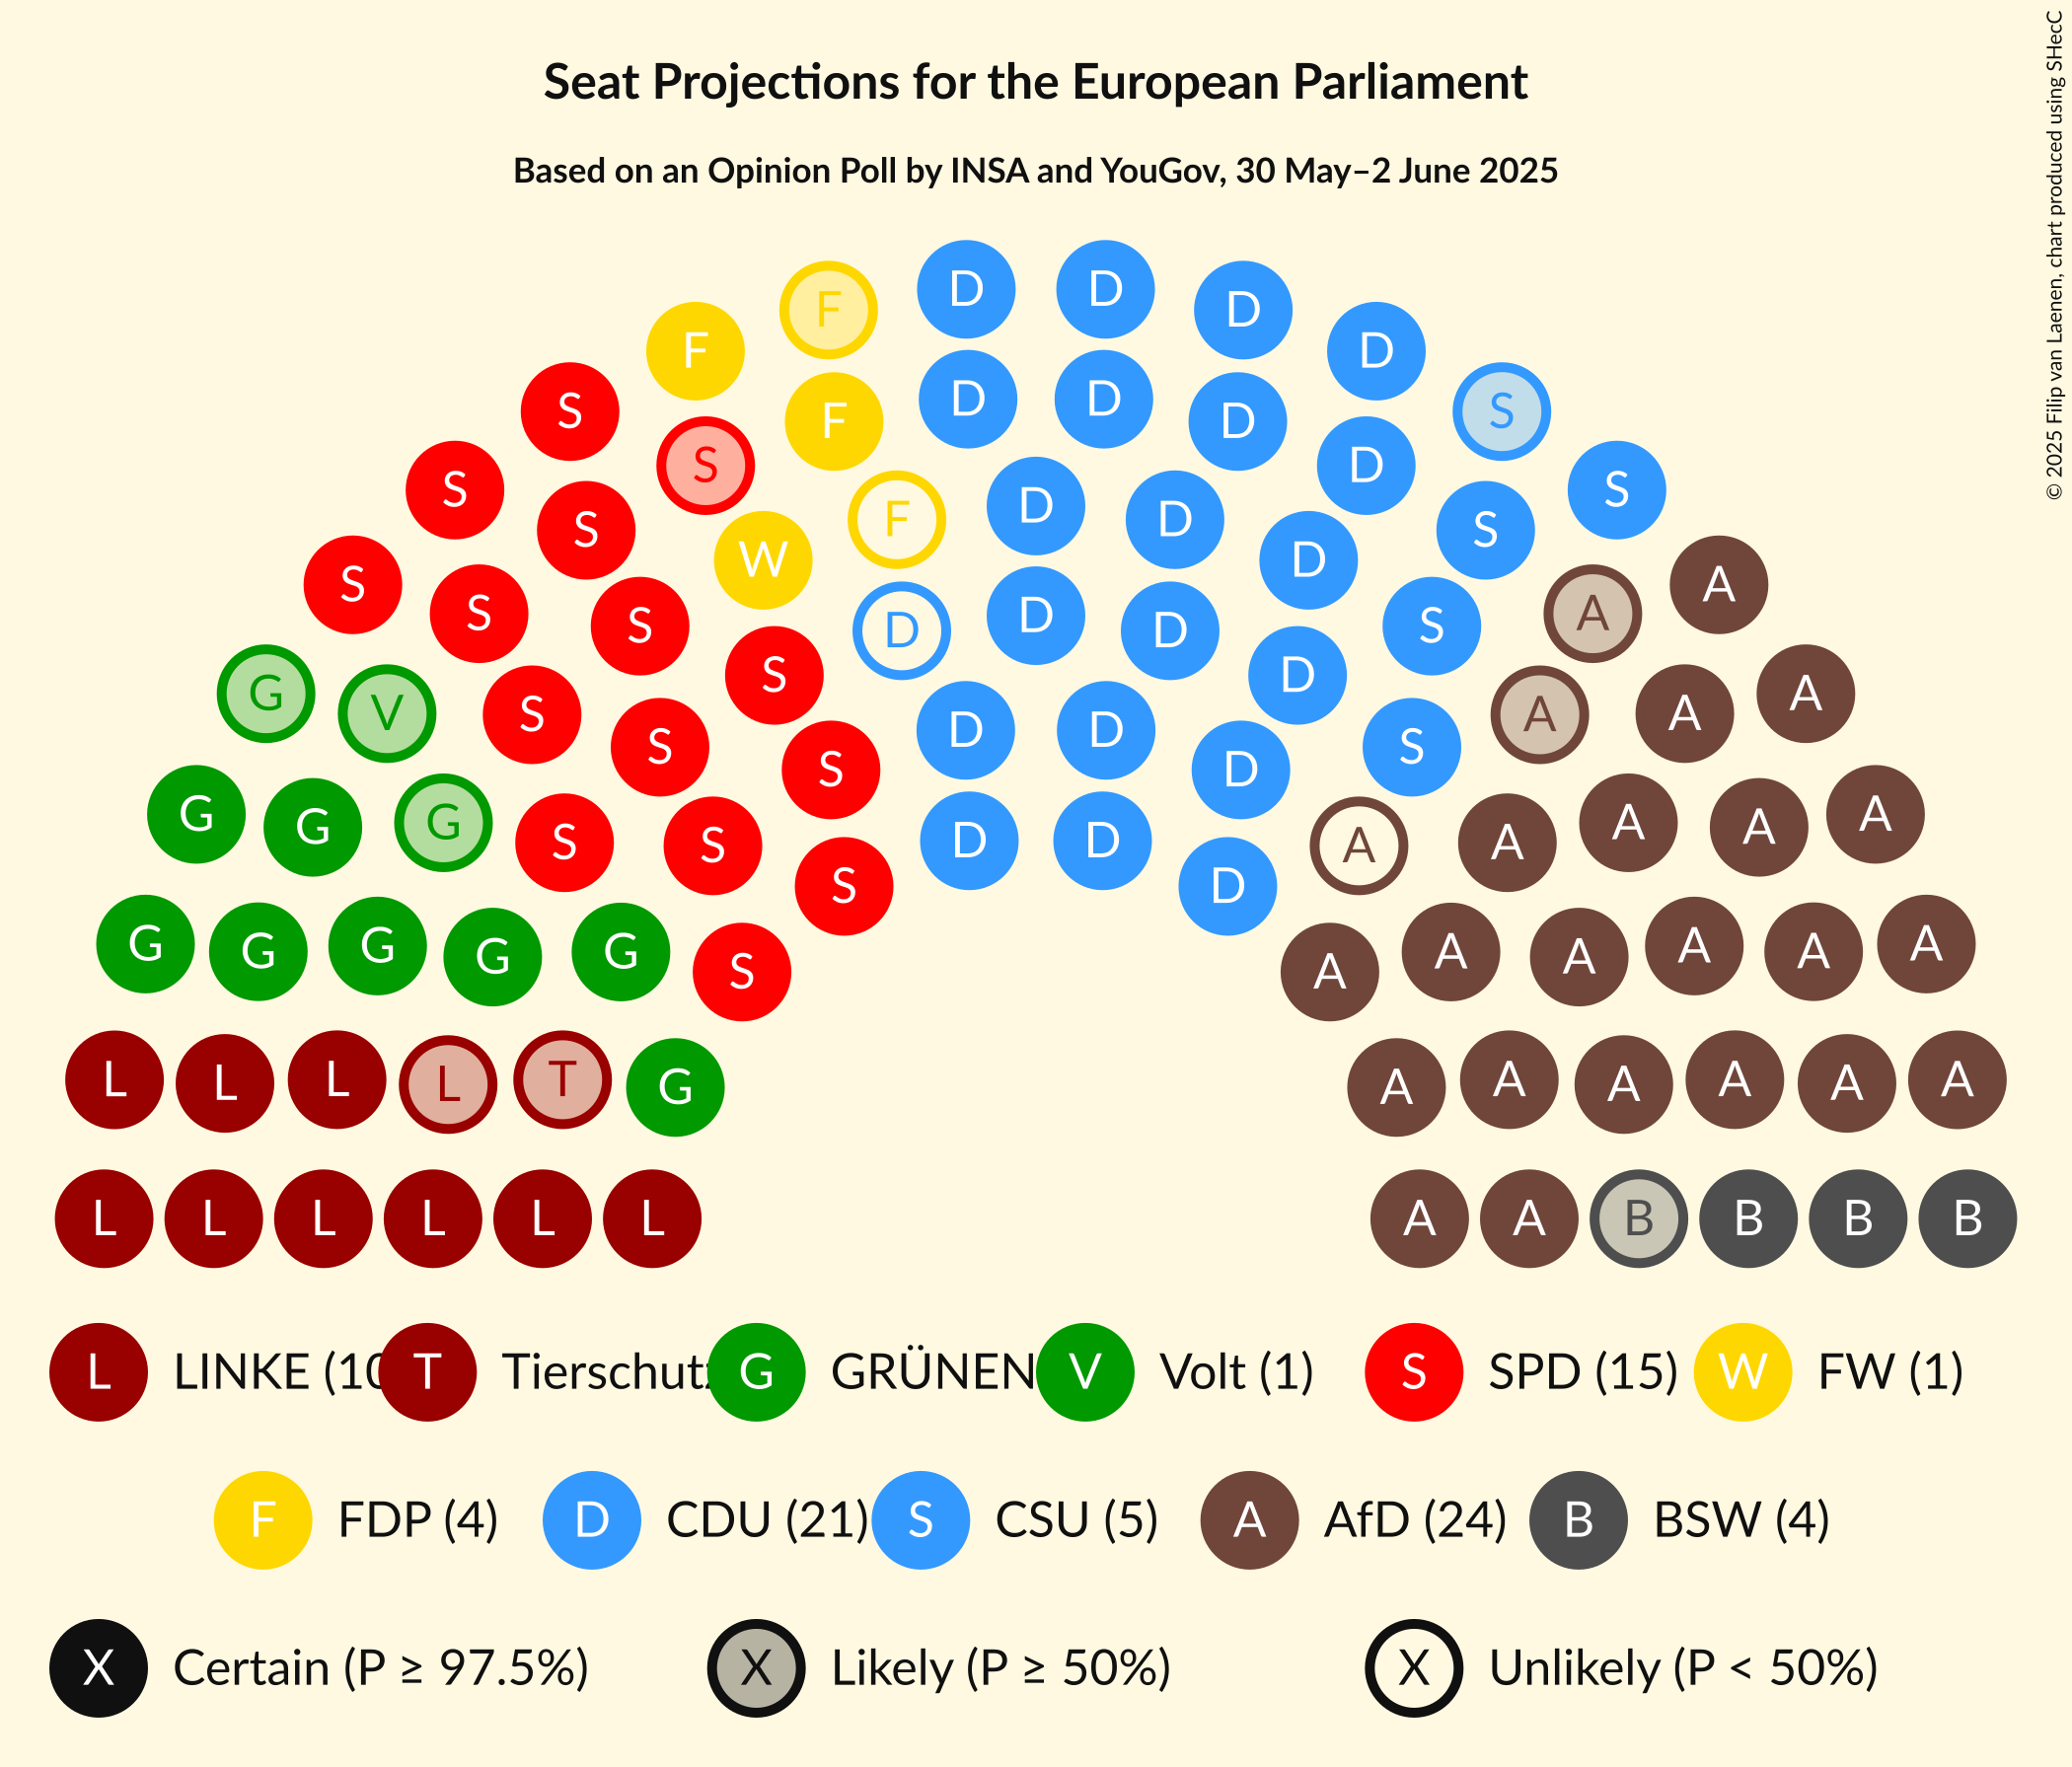 Seat Projections for the European Parliament
Based on an Opinion Poll by INSA and YouGov, 30 May–2 June 2025
© 2025 Filip van Laenen, chart produced using SHecC
F D D D
F D
F D D D
S S
S D
S S
F D D
S S
W D
S A
S D A
S S
D D
S D
G A
V S A A
D D
S S
S D
G G G A A A
S S D D A A
S D
G G G G G S A A A A A A
L L L L T G A A A A A A
L L L L L L A A B B B B
L LINKE (10 T Tierschutz G GRÜNEN V Volt (1) S SPD (15) W FW (1)
F FDP (4) D CDU (21) S CSU (5) A AfD (24) B BSW (4)
X Certain (P ≥ 97.5%) X Likely (P ≥ 50%) X Unlikely (P < 50%)